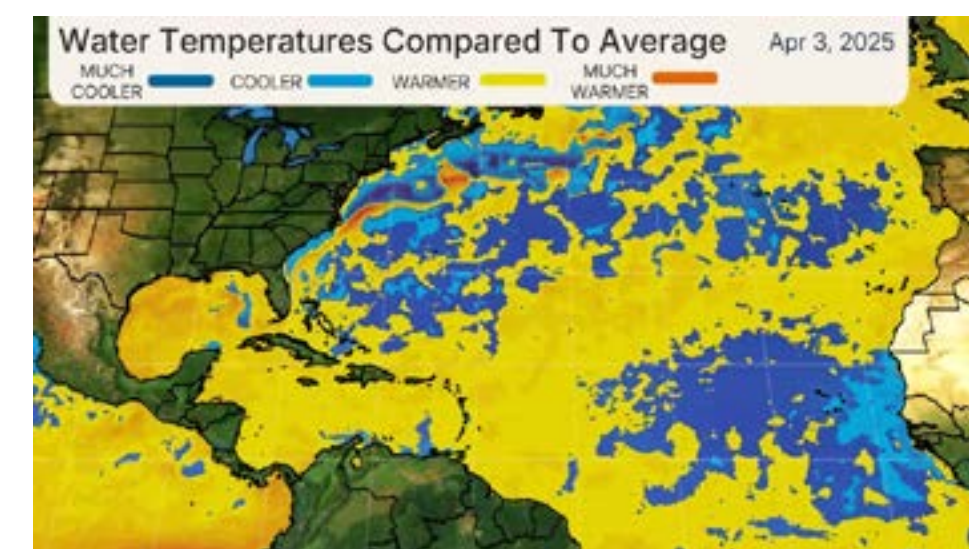 Water Temperatures Compared To Average Apr 3, 2025
MUCH COOLER COOLER WARMER MUCH WARMER